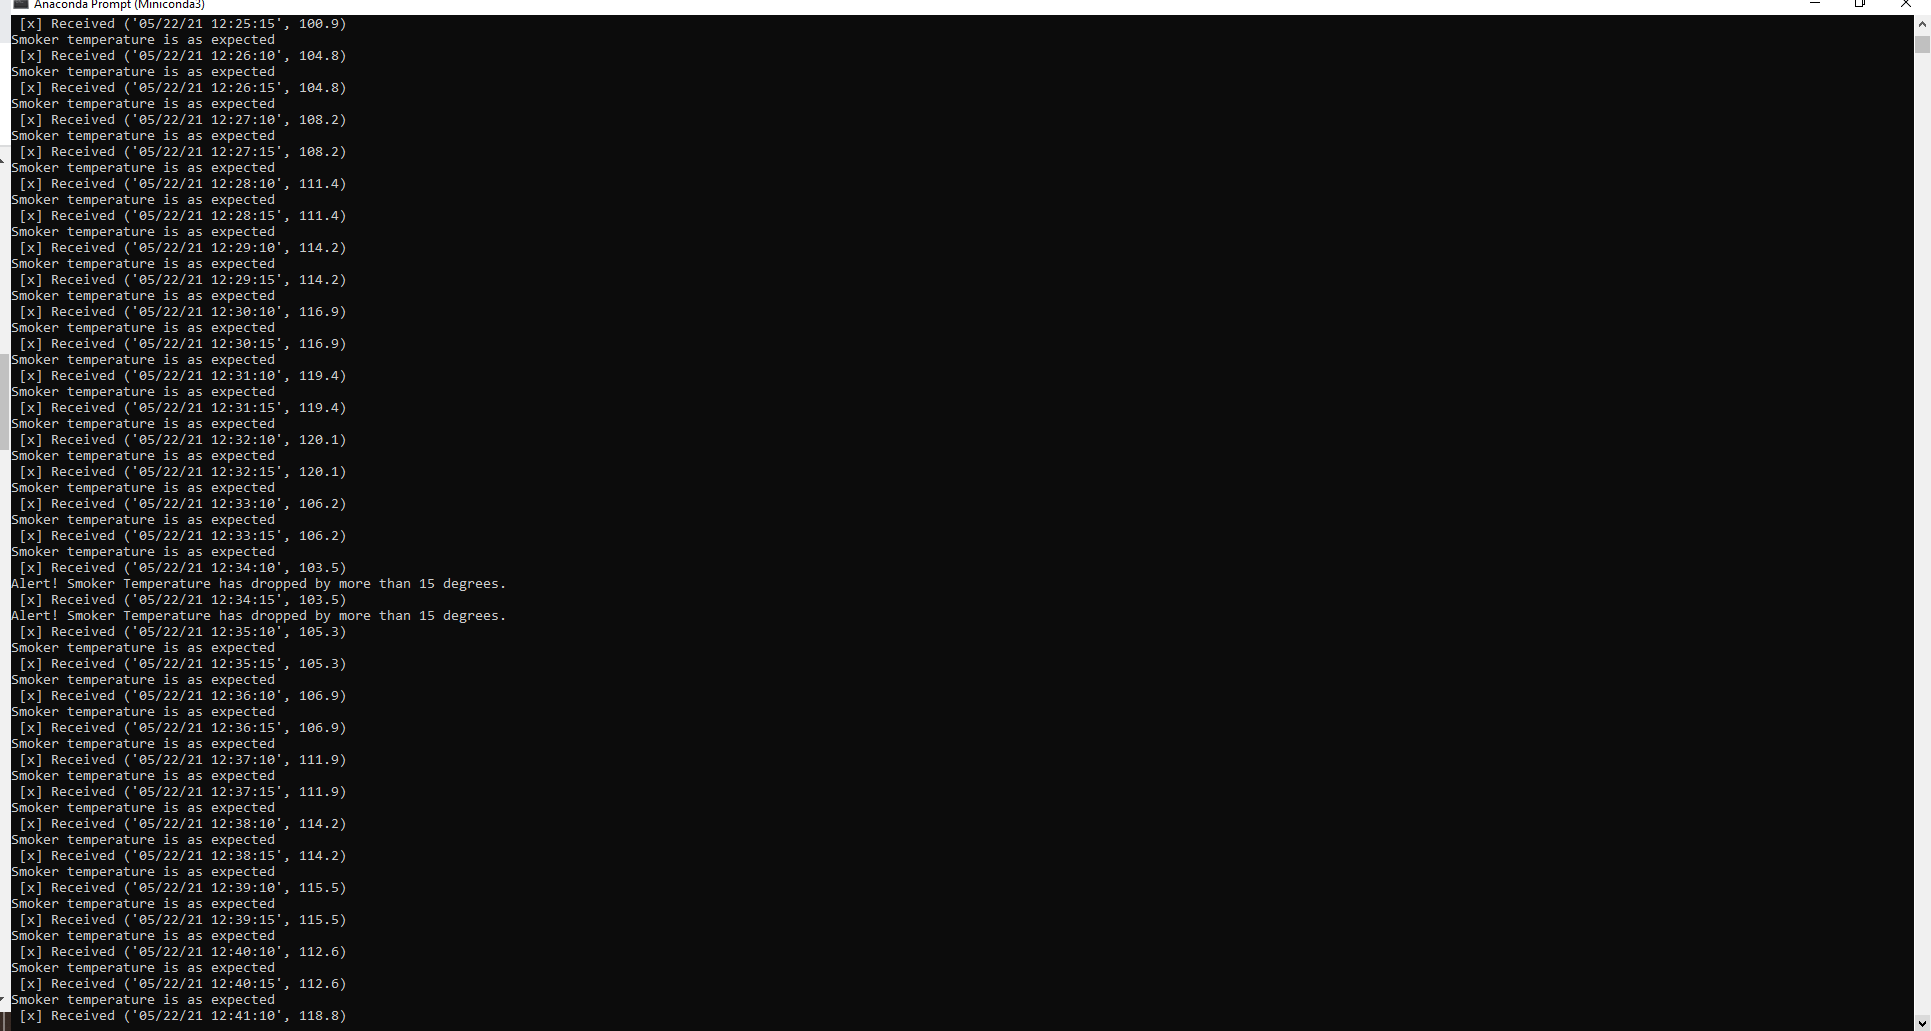 Anaconda Prompt (Miniconda3)
[x] Received ('05/22/21 12:25:15', 100.9)
Smoker temperature is as expected
[x] Received ('05/22/21 12:26:10', 104.8)
Smoker temperature is as expected
[x] Received ('05/22/21 12:26:15', 104.8)
Smoker temperature is as expected
[x] Received ('05/22/21 12:27:10', 108.2)
Smoker temperature is as expected
[x] Received ('05/22/21 12:27:15', 108.2)
Smoker temperature is as expected
[x] Received ('05/22/21 12:28:10', 111.4)
Smoker temperature is as expected
[x] Received ('05/22/21 12:28:15', 111.4)
Smoker temperature is as expected
[x] Received ('05/22/21 12:29:10', 114.2)
Smoker temperature is as expected
[x] Received ('05/22/21 12:29:15', 114.2)
Smoker temperature is as expected
[x] Received ('05/22/21 12:30:10', 116.9)
Smoker temperature is as expected
[x] Received ('05/22/21 12:30:15', 116.9)
Smoker temperature is as expected
[x] Received ('05/22/21 12:31:10', 119.4)
Smoker temperature is as expected
[x] Received ('05/22/21 12:31:15', 119.4)
Smoker temperature is as expected
[x] Received ('05/22/21 12:32:10', 120.1)
Smoker temperature is as expected
[x] Received ('05/22/21 12:32:15', 120.1)
Smoker temperature is as expected
[x] Received ('05/22/21 12:33:10', 106.2)
Smoker temperature is as expected
[x] Received ('05/22/21 12:33:15', 106.2)
Smoker temperature is as expected
[x] Received ('05/22/21 12:34:10', 103.5)
Alert! Smoker Temperature has dropped by more than 15 degrees.
[x] Received ('05/22/21 12:34:15', 103.5)
Alert! Smoker Temperature has dropped by more than 15 degrees.
[x] Received ('05/22/21 12:35:10', 105.3)
Smoker temperature is as expected
[x] Received ('05/22/21 12:35:15', 105.3)
Smoker temperature is as expected
[x] Received ('05/22/21 12:36:10', 106.9)
Smoker temperature is as expected
[x] Received ('05/22/21 12:36:15', 106.9)
Smoker temperature is as expected
[x] Received ('05/22/21 12:37:10', 111.9)
Smoker temperature is as expected
[x] Received ('05/22/21 12:37:15', 111.9)
Smoker temperature is as expected
[x] Received ('05/22/21 12:38:10', 114.2)
Smoker temperature is as expected
[x] Received ('05/22/21 12:38:15', 114.2)
Smoker temperature is as expected
[x] Received ('05/22/21 12:39:10', 115.5)
Smoker temperature is as expected
[x] Received ('05/22/21 12:39:15', 115.5)
Smoker temperature is as expected
[x] Received ('05/22/21 12:40:10', 112.6)
Smoker temperature is as expected
[x] Received ('05/22/21 12:40:15', 112.6)
Smoker temperature is as expected
[x] Received ('05/22/21 12:41:10', 118.8)